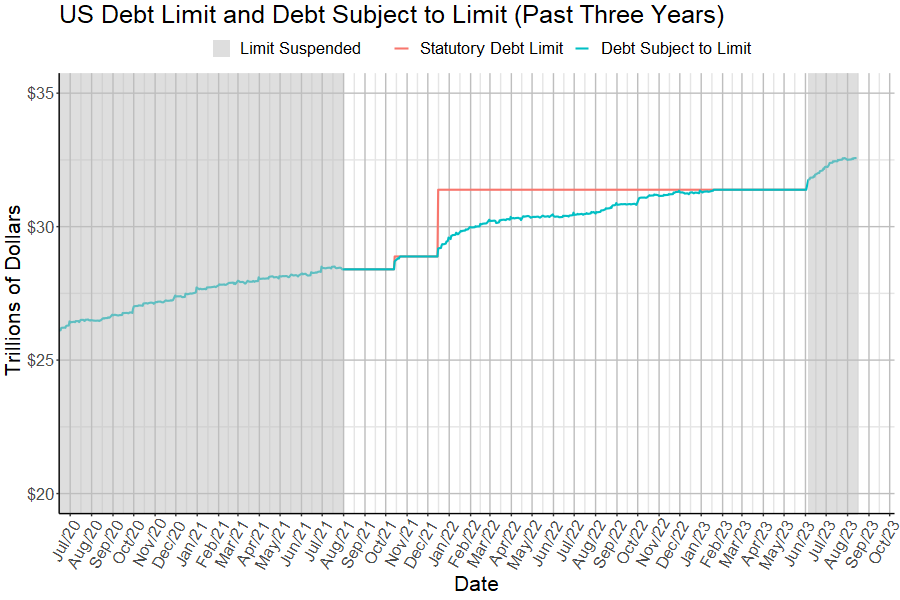 US Debt Limit and Debt Subject to Limit (Past Three Years)
Limit Suspended Statutory Debt Limit Debt Subject to Limit
Trillions of Dollars
$35
$30
$25
$20
Jul/20 Aug/20 Sep/20 Oct/20 Nov/20 Dec/20 Jan/21 Feb/21 Mar/21 Apr/21 May/21 Jun/21 Jul/21 Aug/21 Sep/21 Oct/21 Nov/21 Dec/21 Jan/22 Feb/22 Mar/22 Apr/22 May/22 Jun/22 Jul/22 Aug/22 Sep/22 Oct/22 Nov/22 Dec/22 Jan/23 Feb/23 Mar/23 Apr/23 May/23 Jun/23 Jul/23 Aug/23 Sep/23 Oct/23
Date